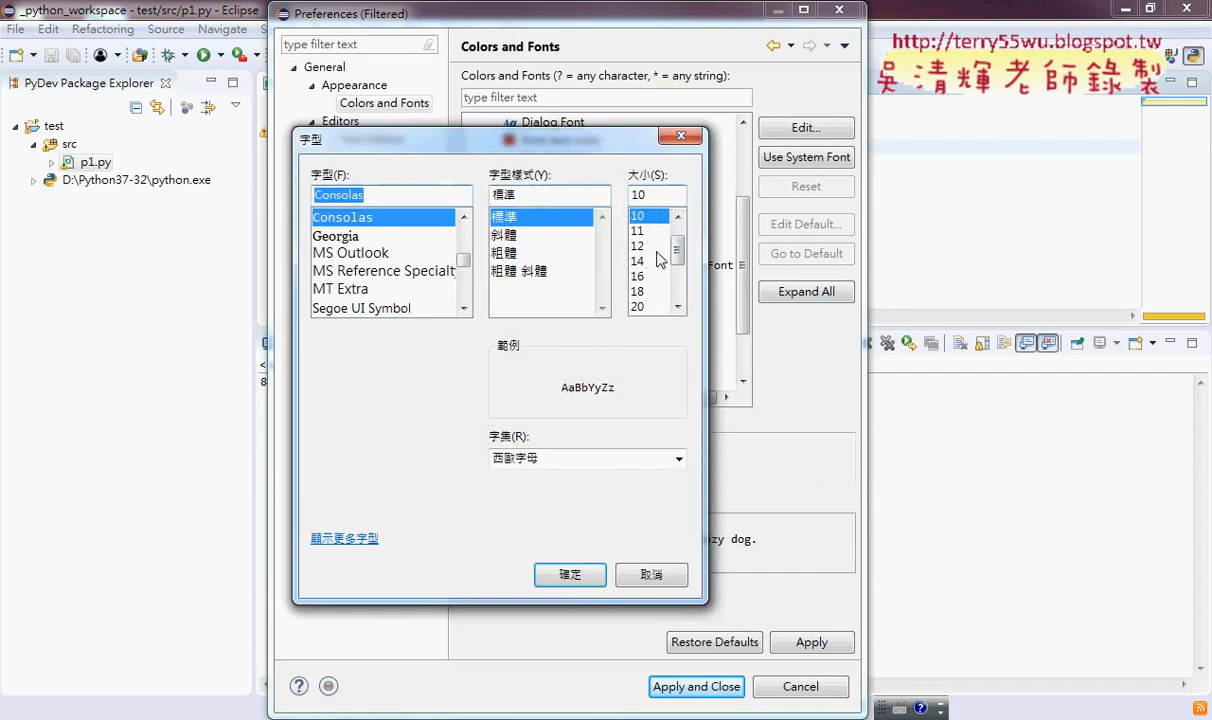 _python_workspace - test/src/p1.py - Eclipse
File
Edit
Refactoring
Source
Navigate
PyDev Package Explorer
test
src
p1.py
D:\Python37-32\python.exe
Preferences (Filtered)
type filter text
General
Appearance
Colors and Fonts
Editors
Colors and Fonts
Colors and Fonts (? = any character, * = any string):
type filter text
Dialog Font
Font
Edit...
Use System Font
Reset
Edit Default...
Go to Default
Expand All
zy dog.
Restore Defaults
Apply
Apply and Close
Cancel
字型
字型(F):
Consolas
Consolas
Georgia
MS Outlook
MS Reference Specialty
MT Extra
Segoe UI Symbol
字型樣式(Y):
標準
標準
斜體
粗體
粗體 斜體
大小(S):
10
10
11
12
14
16
18
20
範例
AaBbYyZz
字集(R):
西歐字母
顯示更多字型
確定
取消
http://terry55wu.blogspot.tw
吳清輝老師錄製